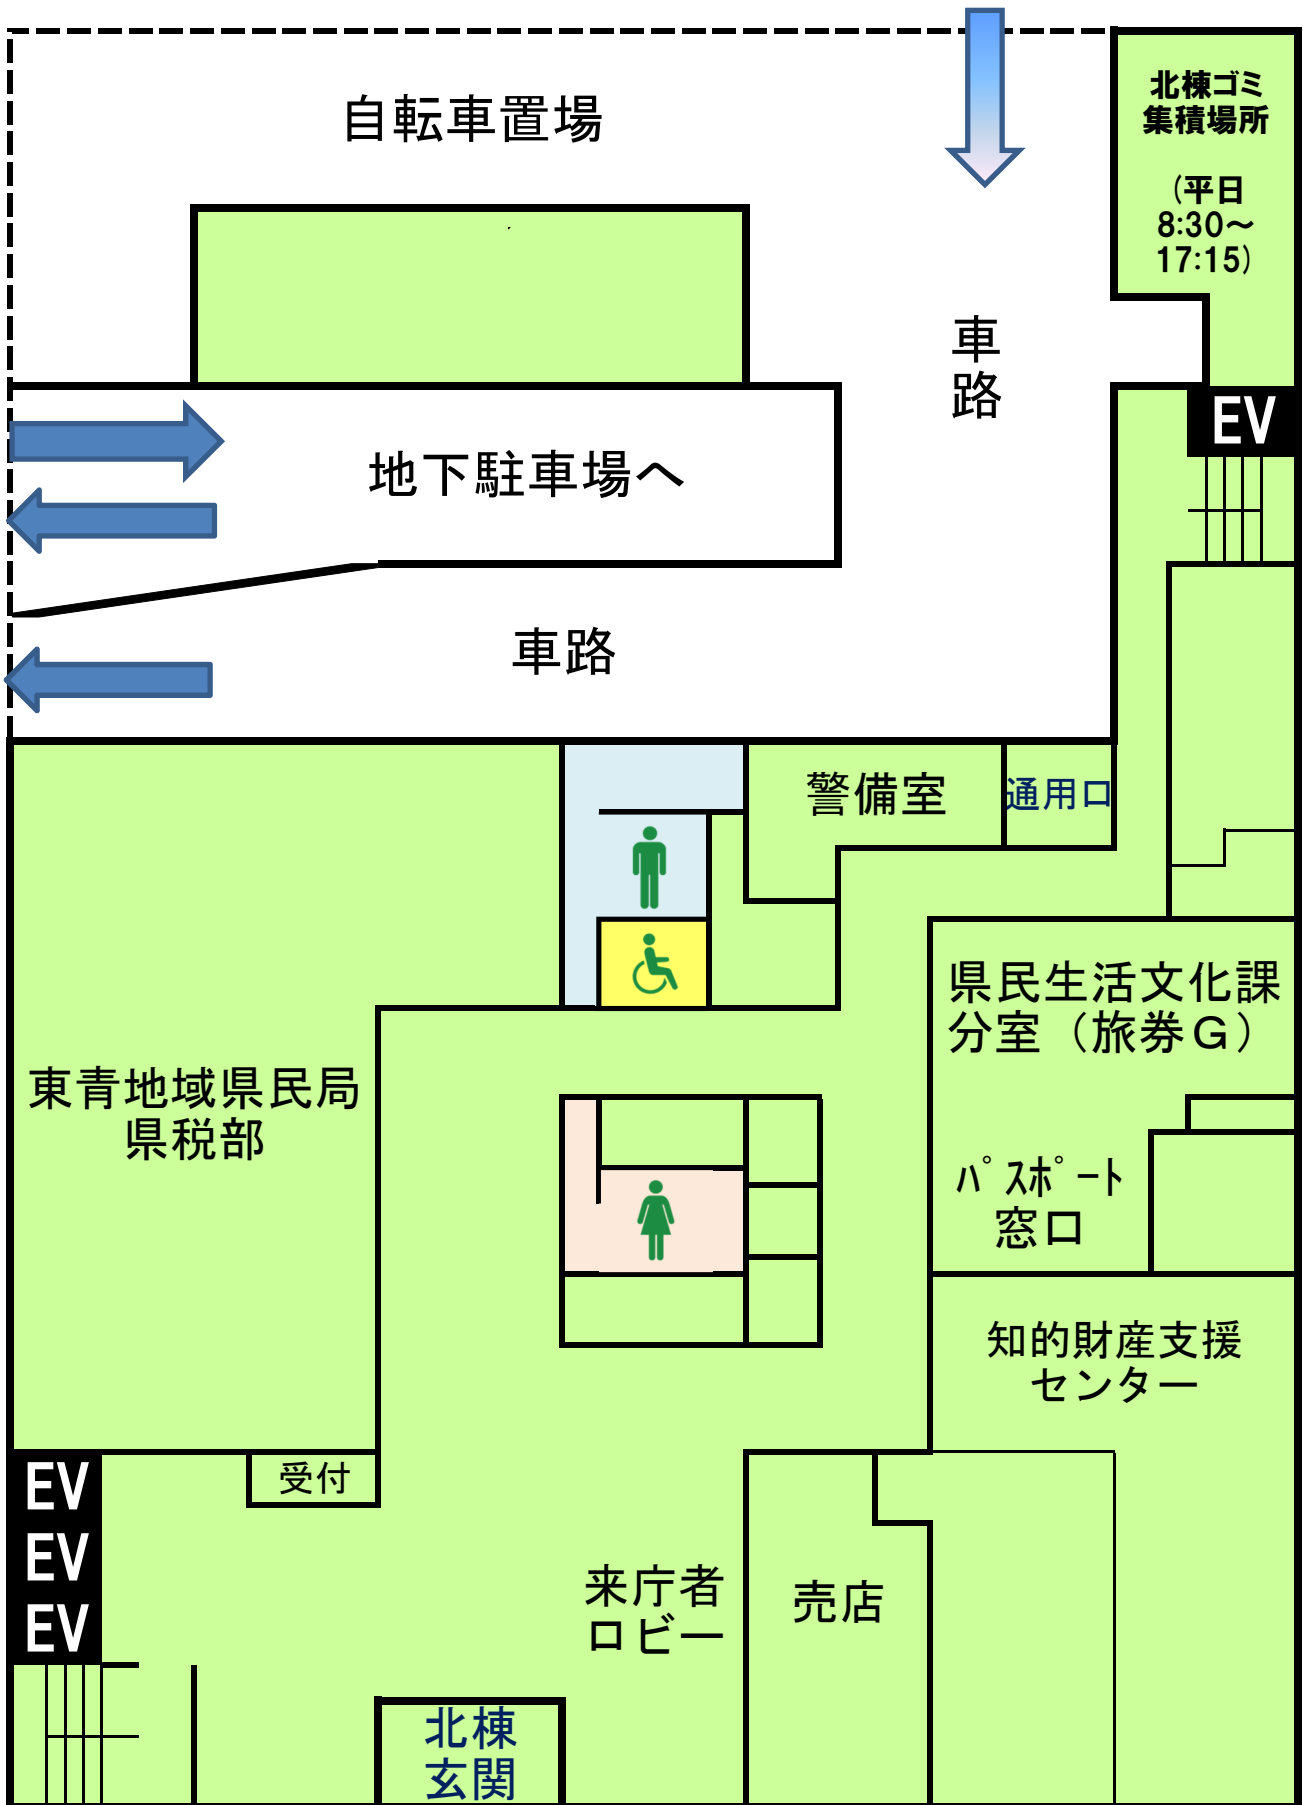 自転車置場
北棟ゴミ
集積場所
(平日
8:30～
17:15)
車
路
EV
地下駐車場へ
車路
警備室
通用口
県民生活文化課
分室（旅券Ｇ）
東青地域県民局
県税部
ﾊﾟｽﾎﾟｰﾄ
窓口
知的財産支援
センター
受付
EV
EV
EV
来庁者
ロビー
売店
北棟
玄関